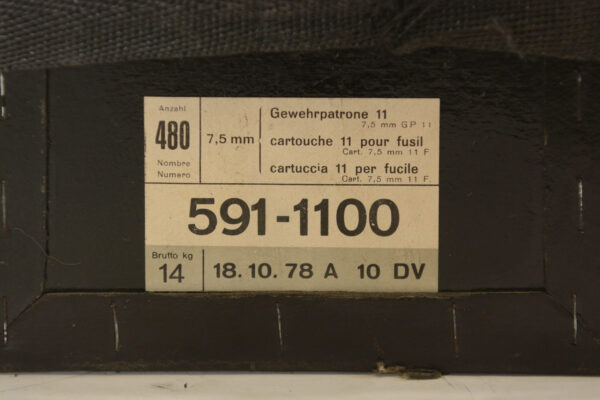 Anzahl
480
Nombre
Numero
7,5 mm
Gewehrpatrone 11
7,5 mm GP 11
cartouche 11 pour fusil
Cart. 7,5 mm 11 F
cartuccia 11 per fucile
Cart. 7,5 mm 11 F.
591-1100
Brutto kg
14
18. 10. 78 A 10 DV